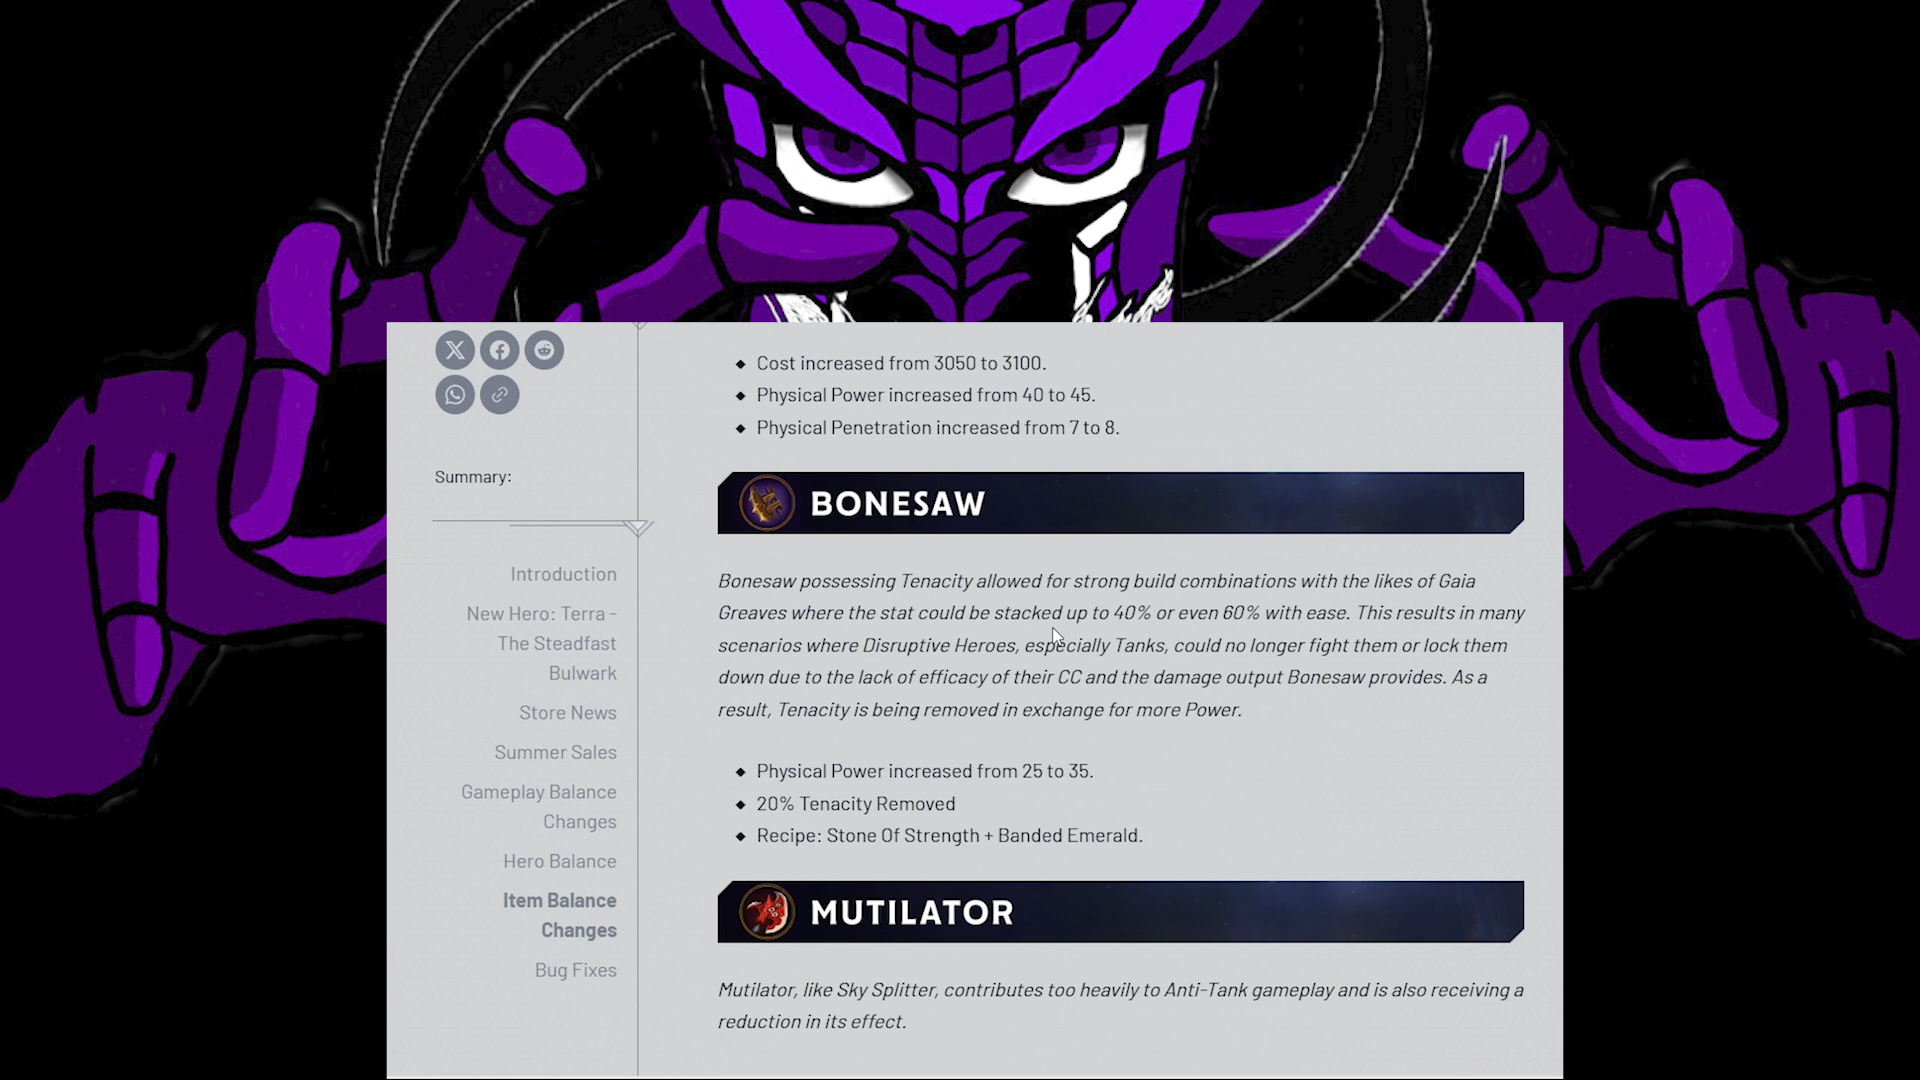 Cost increased from 3050 to 3100.
Physical Power increased from 40 to 45.
Physical Penetration increased from 7 to 8.
Summary:
Introduction
New Hero: Terra -
The Steadfast
Bulwark
Store News
Summer Sales
Gameplay Balance
Changes
Hero Balance
Item Balance
Changes
Bug Fixes
BONESAW
Bonesaw possessing Tenacity allowed for strong build combinations with the likes of Gaia
Greaves where the stat could be stacked up to 40% or even 60% with ease. This results in many
scenarios where Disruptive Heroes, especially Tanks, could no longer fight them or lock them
down due to the lack of efficacy of their CC and the damage output Bonesaw provides. As a
result, Tenacity is being removed in exchange for more Power.
Physical Power increased from 25 to 35.
20% Tenacity Removed
Recipe: Stone Of Strength + Banded Emerald.
MUTILATOR
Mutilator, like Sky Splitter, contributes too heavily to Anti-Tank gameplay and is also receiving a
reduction in its effect.